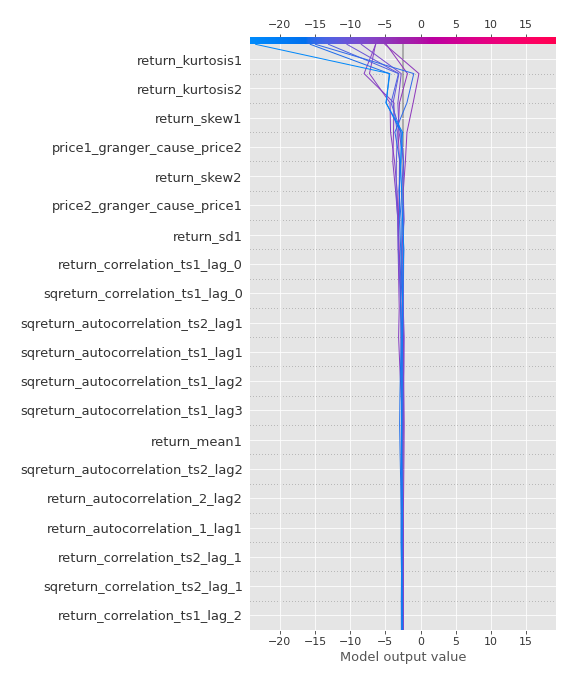 −20 −15 −10 −5 0 5 10 15
return_kurtosis1
return_kurtosis2
return_skew1
price1_granger_cause_price2
return_skew2
price2_granger_cause_price1
return_sd1
return_correlation_ts1_lag_0
sqreturn_correlation_ts1_lag_0
sqreturn_autocorrelation_ts2_lag1
sqreturn_autocorrelation_ts1_lag1
sqreturn_autocorrelation_ts1_lag2
sqreturn_autocorrelation_ts1_lag3
return_mean1
sqreturn_autocorrelation_ts2_lag2
return_autocorrelation_2_lag2
return_autocorrelation_1_lag1
return_correlation_ts2_lag_1
sqreturn_correlation_ts2_lag_1
return_correlation_ts1_lag_2
−20 −15 −10 −5 0 5 10 15
Model output value